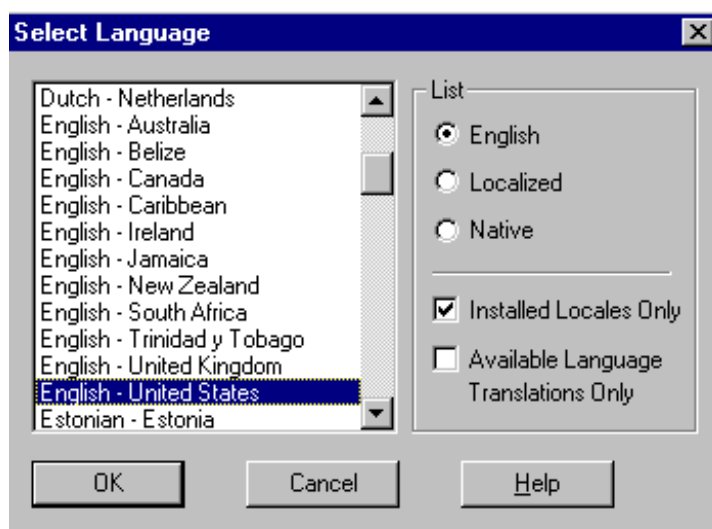 Select Language
Dutch - Netherlands
English - Australia
English - Belize
English - Canada
English - Caribbean
English - Ireland
English - Jamaica
English - New Zealand
English - South Africa
English - Trinidad y Tobago
English - United Kingdom
English - United States
Estonian - Estonia
List
English
Localized
Native
Installed Locales Only
Available Language
Translations Only
OK
Cancel
Help